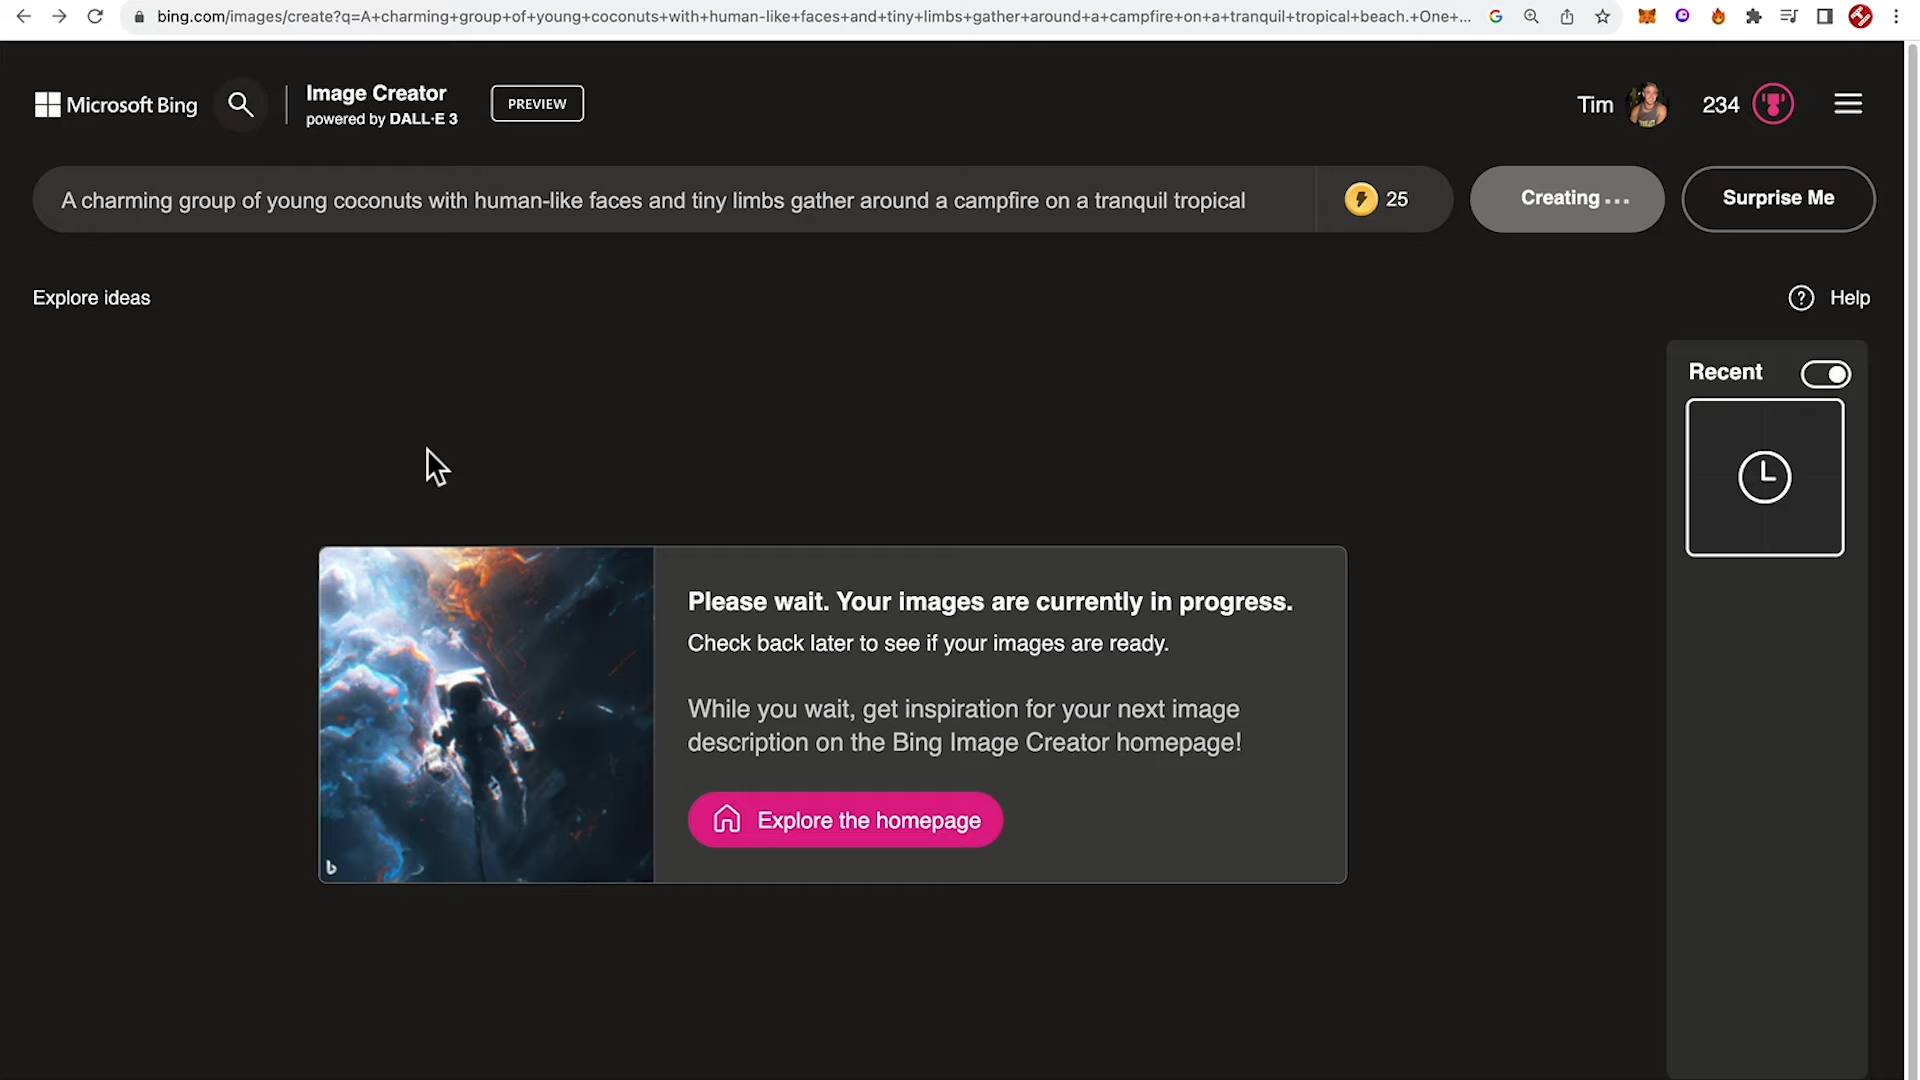 bing.com/images/create?q=A+charming+group+of+young+coconuts+with+human-like+faces+and+tiny+limbs+gather+around+a+campfire+on+a+tranquil+tropical+beach.+One+...
Microsoft Bing
Image Creator
powered by DALL·E 3
PREVIEW
Tim
234
A charming group of young coconuts with human-like faces and tiny limbs gather around a campfire on a tranquil tropical
25
Creating...
Surprise Me
Explore ideas
Help
Recent
Please wait. Your images are currently in progress.
Check back later to see if your images are ready.
While you wait, get inspiration for your next image
description on the Bing Image Creator homepage!
Explore the homepage